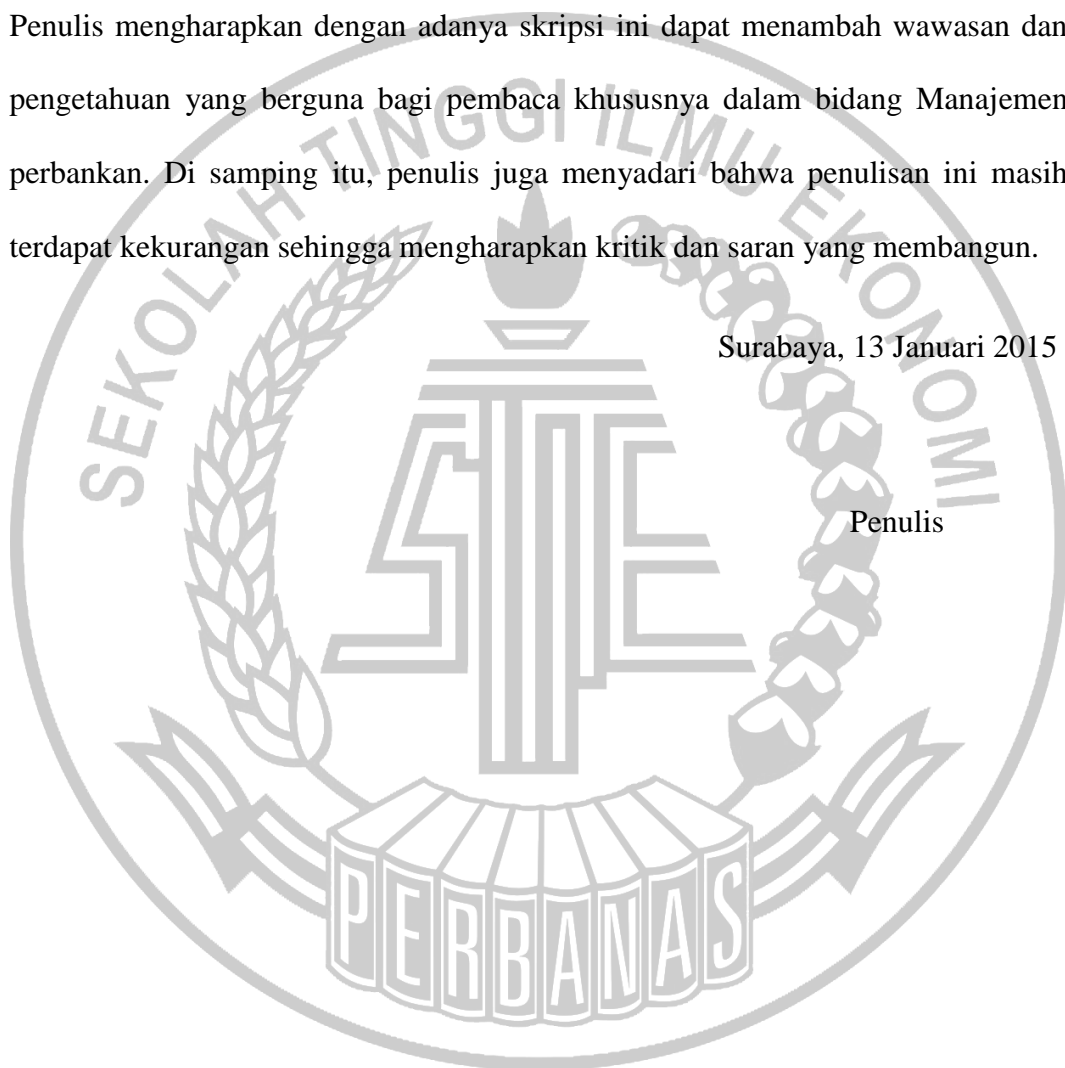 Penulis mengharapkan dengan adanya skripsi ini dapat menambah wawasan dan
pengetahuan yang berguna bagi pembaca khususnya dalam bidang Manajemen
perbankan. Di samping itu, penulis juga menyadari bahwa penulisan ini masih
terdapat kekurangan sehingga mengharapkan kritik dan saran yang membangun.
Surabaya, 13 Januari 2015
Penulis
SEKOLAH TINGGI ILMU EKONOMI
STIE
PERBANAS